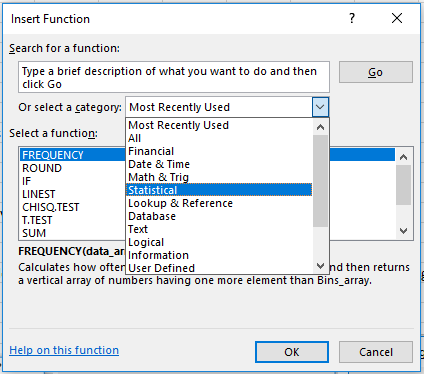 Insert Function
? ×
Search for a function:
Type a brief description of what you want to do and then
click Go
Go
Or select a category: Most Recently Used
Most Recently Used
All
Financial
Date & Time
Math & Trig
Statistical
Lookup & Reference
Database
Text
Logical
Information
User Defined
Select a function:
FREQUENCY
ROUND
IF
LINEST
CHISQ.TEST
T.TEST
SUM
FREQUENCY(data_ar
Calculates how often nd then returns
a vertical array of numbers having one more element than Bins_array.
Help on this function
OK Cancel